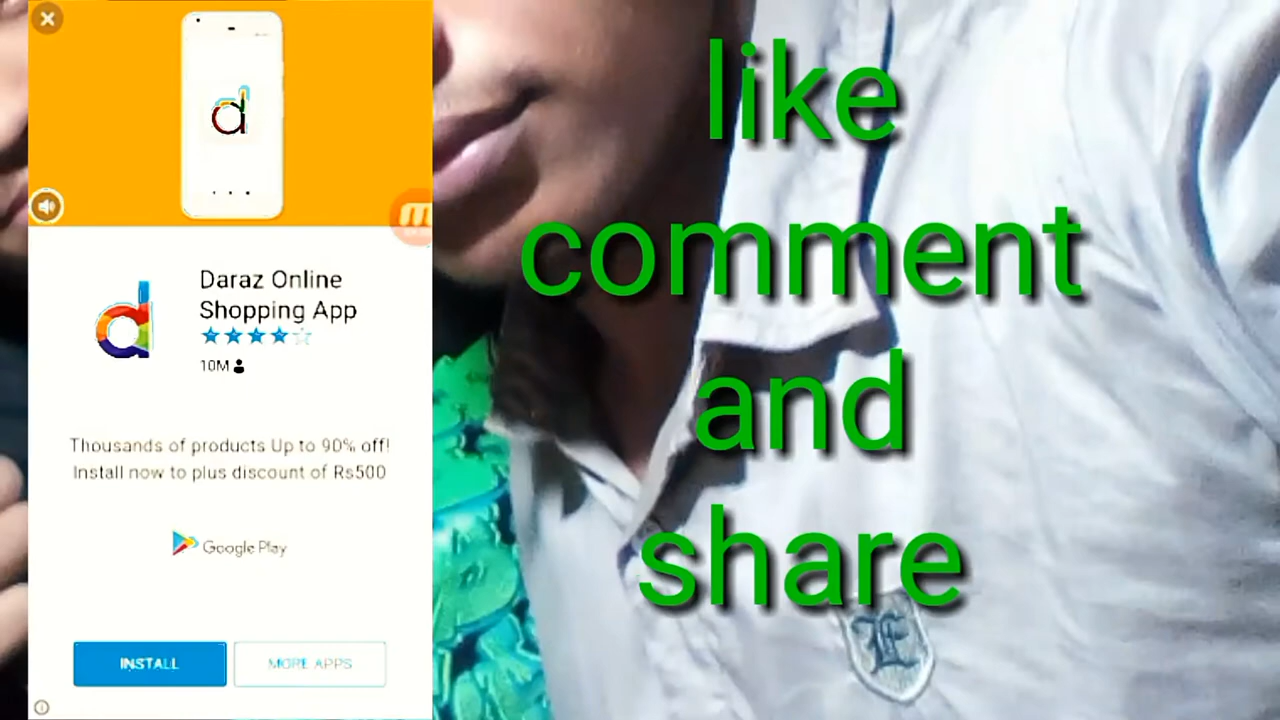 d
Daraz Online
Shopping App
10M
Thousands of products Up to 90% off!
Install now to plus discount of Rs500
Google Play
INSTALL
MORE APPS
like
comment
and
share
E